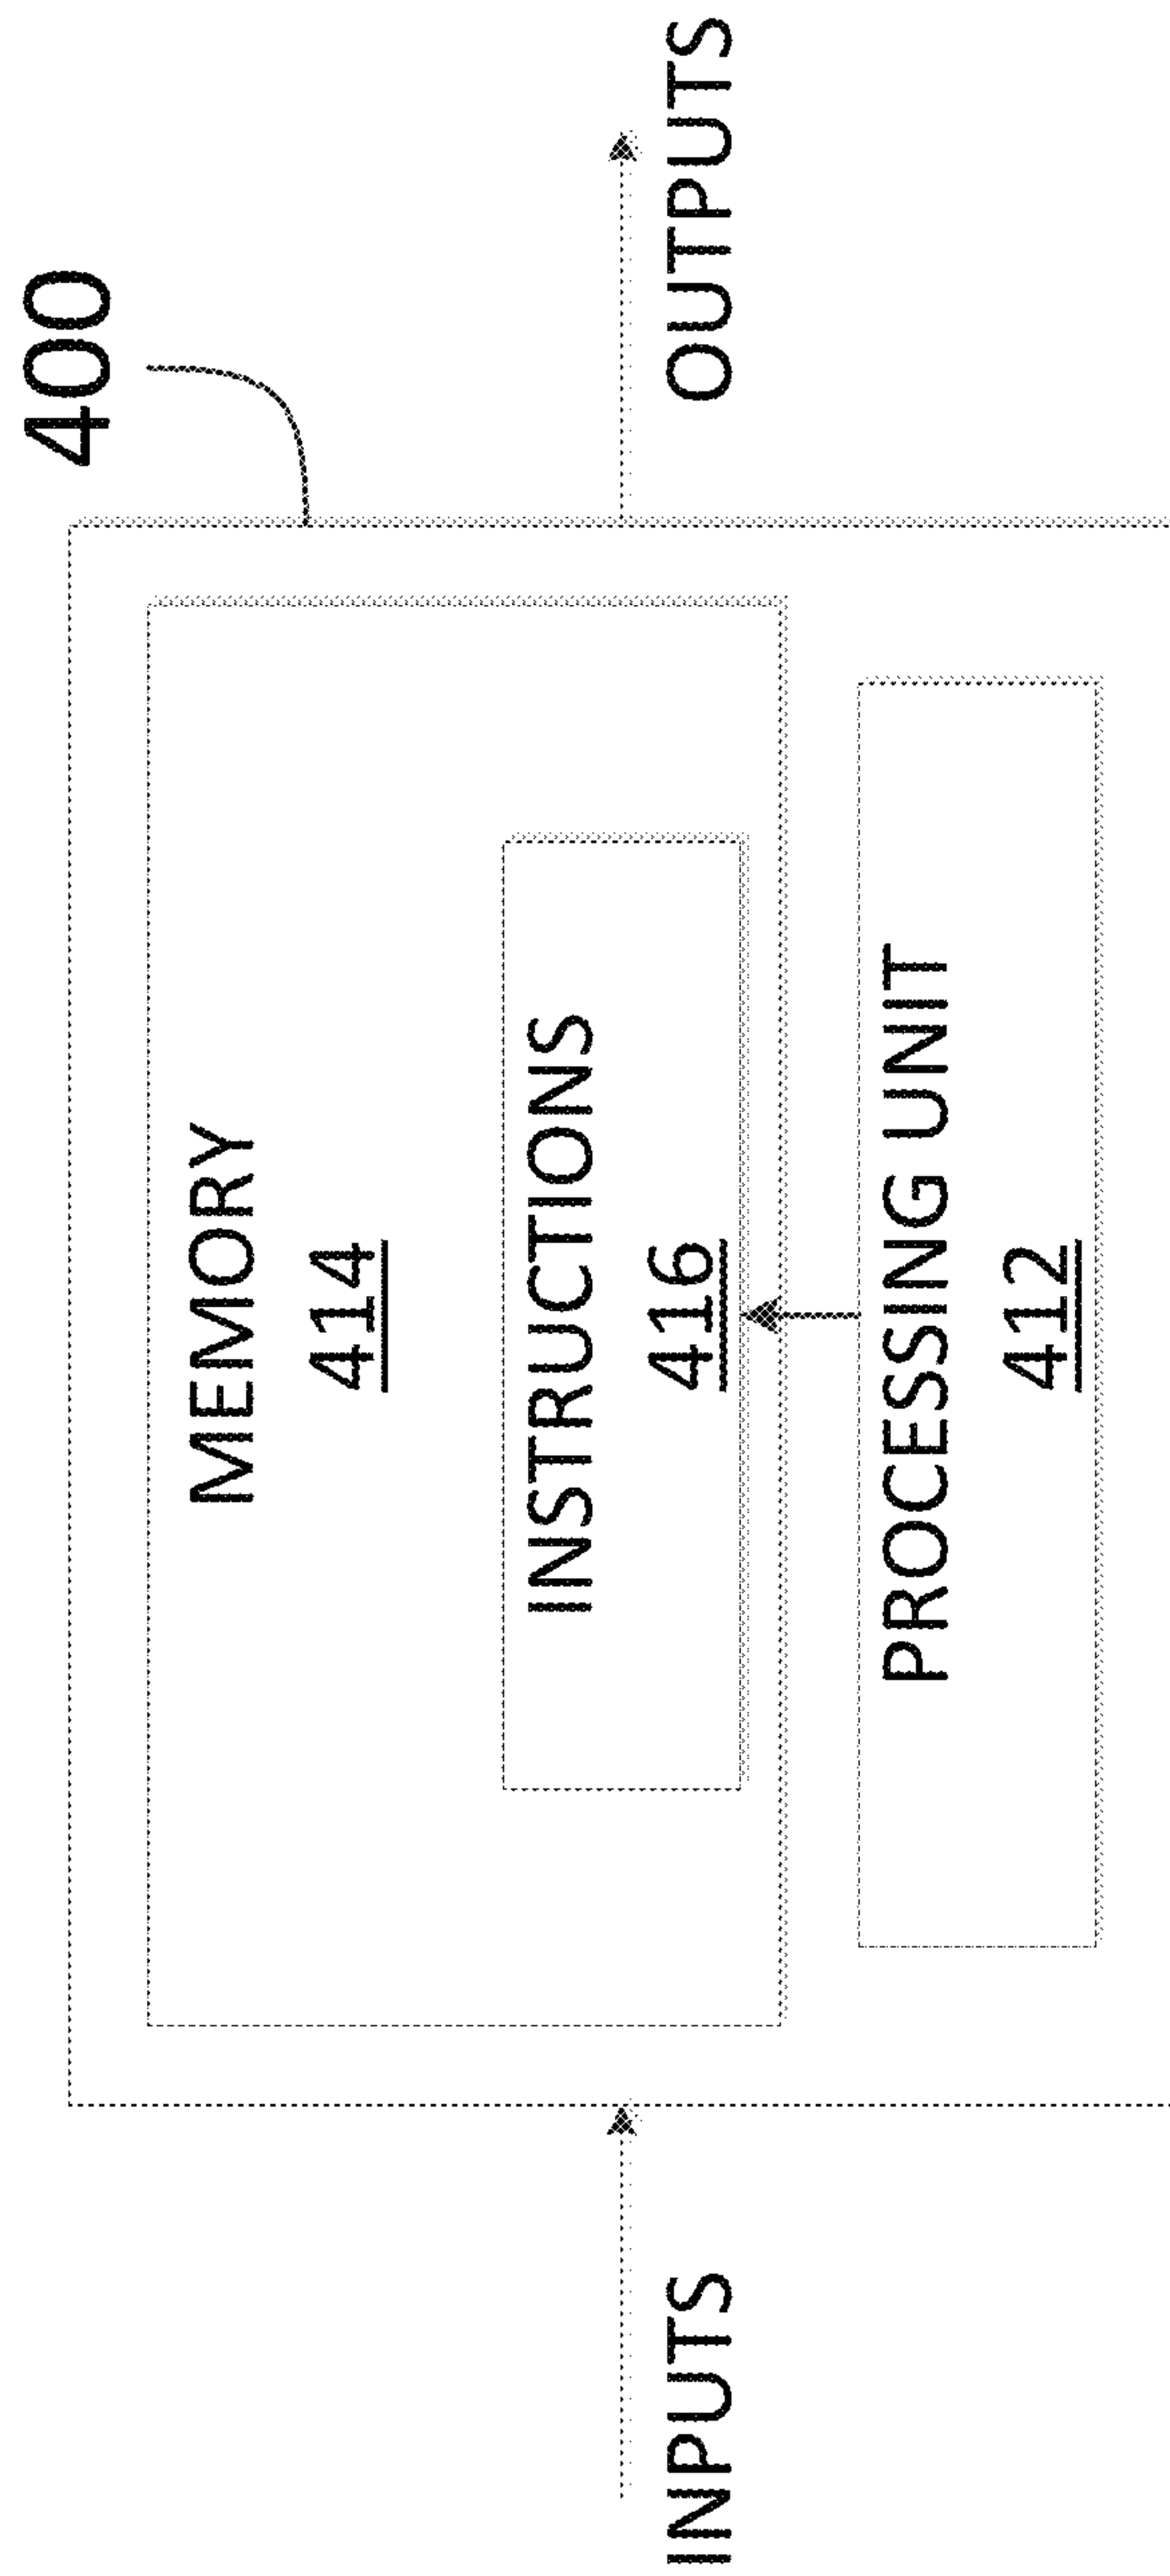 400
MEMORY
414
INSTRUCTIONS
416
INPUTS
OUTPUTS
PROCESSING UNIT
412